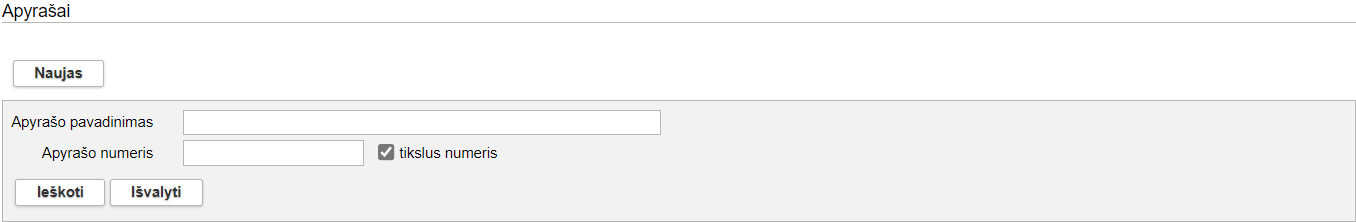 Apyrašai
Naujas
Apyrašo pavadinimas
Apyrašo numeris tikslus numeris
Ieškoti Išvalyti